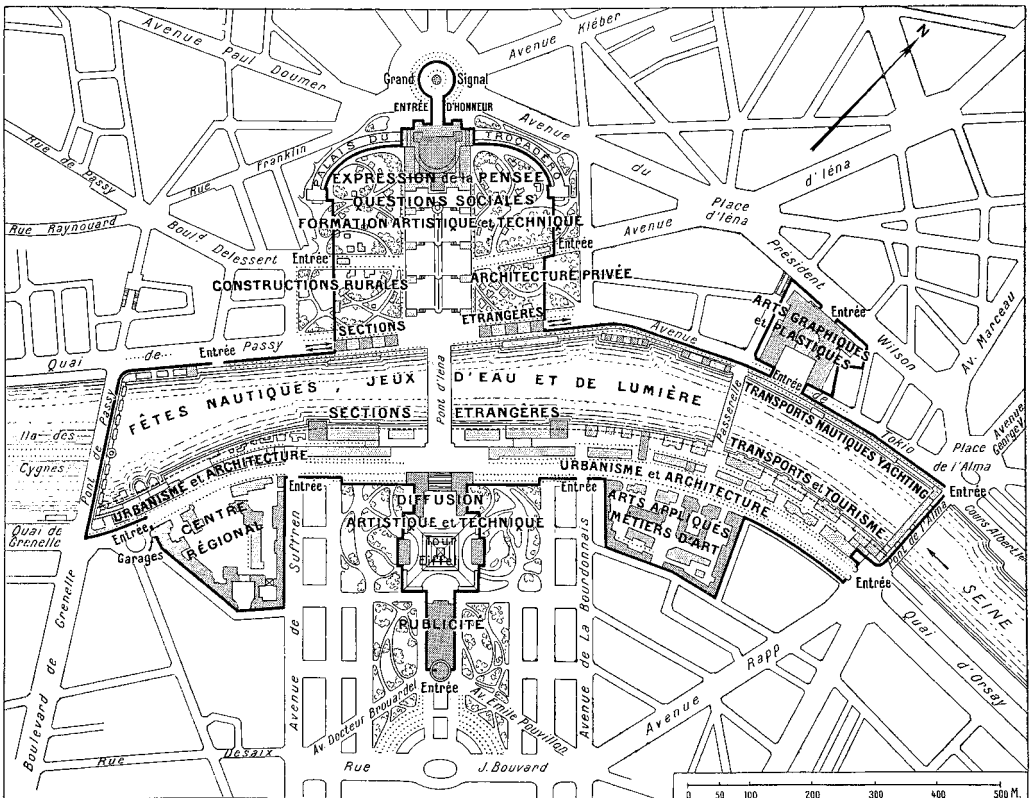 Avenue Paul Doumer
Avenue Kléber
N
Grand Signal
ENTRÉE D'HONNEUR
Rue de Passy
Rue Franklin
PALAIS DU TROCADÉRO
Avenue du Président Wilson
Avenue d'Iéna
Place d'Iéna
EXPRESSION de la PENSÉE
QUESTIONS SOCIALES
FORMATION ARTISTIQUE et TECHNIQUE
Rue Raynouard
Bould Delessert
Entrée
Entrée
CONSTRUCTIONS RURALES
ARCHITECTURE PRIVÉE
ARTS GRAPHIQUES
et PLASTIQUES
Entrée
Av. Marceau
SECTIONS ETRANGÈRES
Quai de Passy
Entrée
Avenue de Tokio
Entrée
FÊTES NAUTIQUES, JEUX D'EAU ET DE LUMIÈRE
Pont d'Iéna
Passerelle
TRANSPORTS NAUTIQUES YACHTING
Avenue George V
Place
de l'Alma
Entrée
Ile des
Cygnes
Pont de Passy
SECTIONS ETRANGÈRES
URBANISME et ARCHITECTURE
URBANISME et ARCHITECTURE
TRANSPORTS et TOURISME
Pont de l'Alma
Cours Albert Ier
SEINE
Quai de
Grenelle
Entrée
Garages
CENTRE
RÉGIONAL
Entrée
DIFFUSION
ARTISTIQUE et TECHNIQUE
Tour
Eiffel
Entrée
ARTS APPLIQUÉS
MÉTIERS D'ART
Entrée
Quai d'Orsay
PUBLICITÉ
Entrée
Boulevard de Grenelle
Avenue de Suffren
Avenue de La Bourdonnais
Avenue Rapp
Av. Docteur Brouardel
Av. Emile Pouvillon
Rue Desaix
Rue J. Bouvard
0 50 100 200 300 400 500 M.